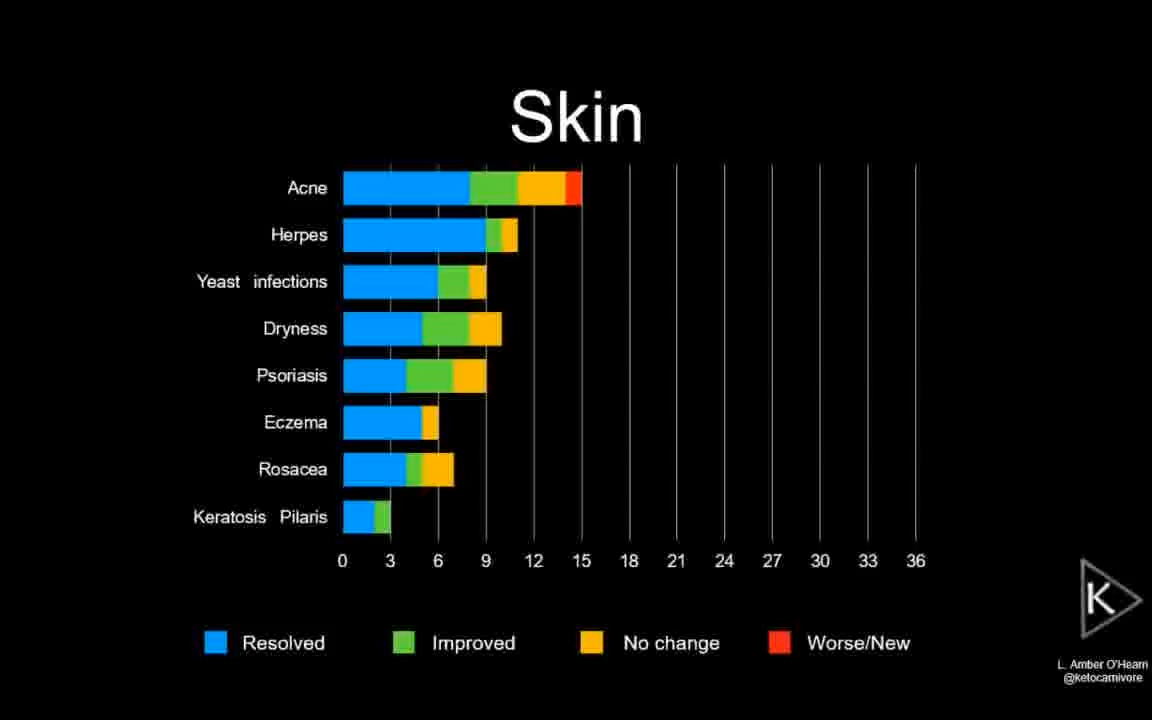 Skin
Acne
Herpes
Yeast infections
Dryness
Psoriasis
Eczema
Rosacea
Keratosis Pilaris
0 3 6 9 12 15 18 21 24 27 30 33 36
Resolved Improved No change Worse/New
K
L. Amber O'Hearn
@ketocarnivore